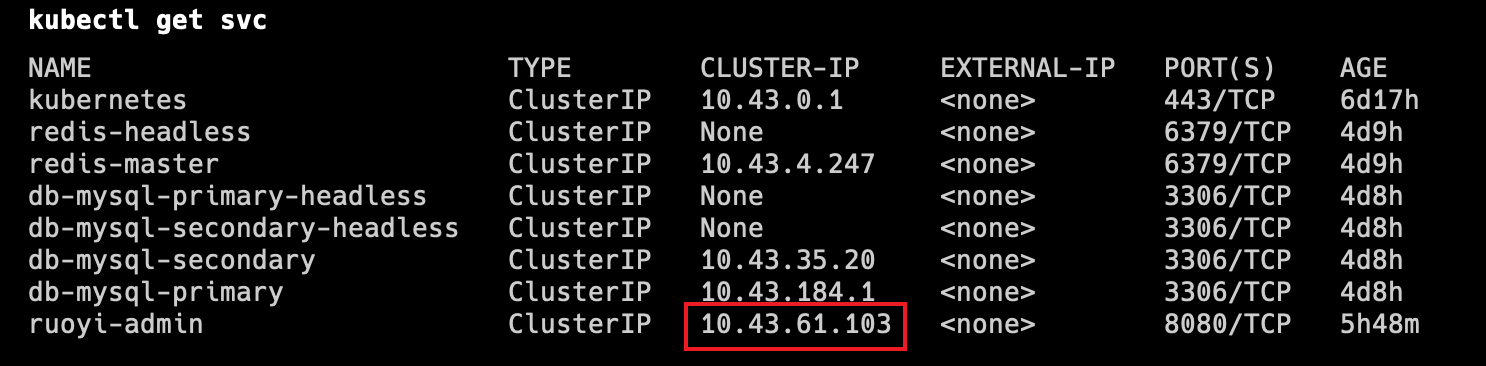 kubectl get svc
NAME TYPE CLUSTER-IP EXTERNAL-IP PORT(S) AGE
kubernetes ClusterIP 10.43.0.1 <none> 443/TCP 6d17h
redis-headless ClusterIP None <none> 6379/TCP 4d9h
redis-master ClusterIP 10.43.4.247 <none> 6379/TCP 4d9h
db-mysql-primary-headless ClusterIP None <none> 3306/TCP 4d8h
db-mysql-secondary-headless ClusterIP None <none> 3306/TCP 4d8h
db-mysql-secondary ClusterIP 10.43.35.20 <none> 3306/TCP 4d8h
db-mysql-primary ClusterIP 10.43.184.1 <none> 3306/TCP 4d8h
ruoyi-admin ClusterIP 10.43.61.103 <none> 8080/TCP 5h48m